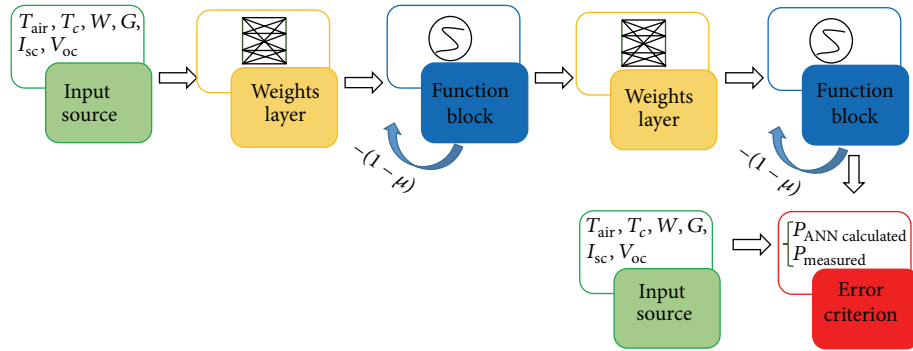 T_air, T_c, W, G,
I_sc, V_oc
Input
source
Weights
layer
Function
block
−(1 − μ)
Weights
layer
Function
block
−(1 − μ)
T_air, T_c, W, G,
I_sc, V_oc
Input
source
P_ANN calculated
P_measured
Error
criterion